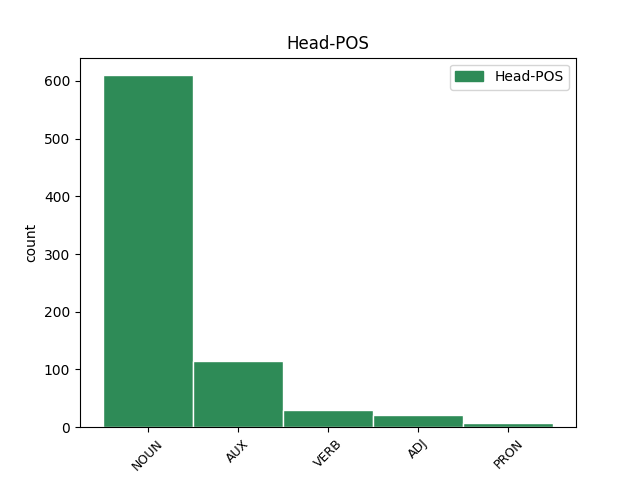 Head-POS
Head-POS
600
500
400
300
200
100
0
count
NOUN
AUX
VERB
ADJ
PRON